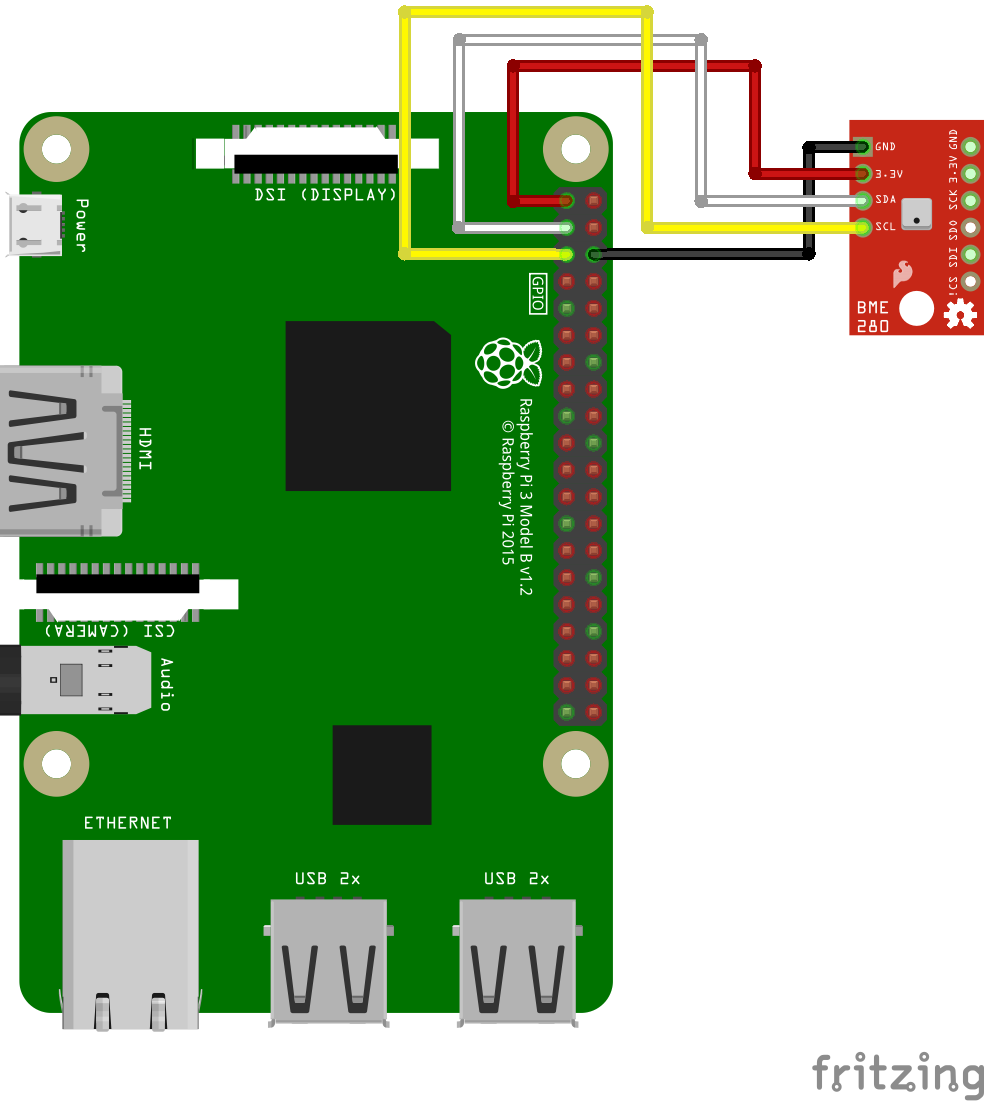 DSI (DISPLAY)
Power
GND
3.3V
SDA
SCL
GND
3.3V
SCK
SDO
SDI
BME
280
GPIO
Raspberry Pi 3 Model B v1.2
© Raspberry Pi 2015
HDMI
CSI (CAMERA)
Audio
ETHERNET
USB 2x
USB 2x
fritzing